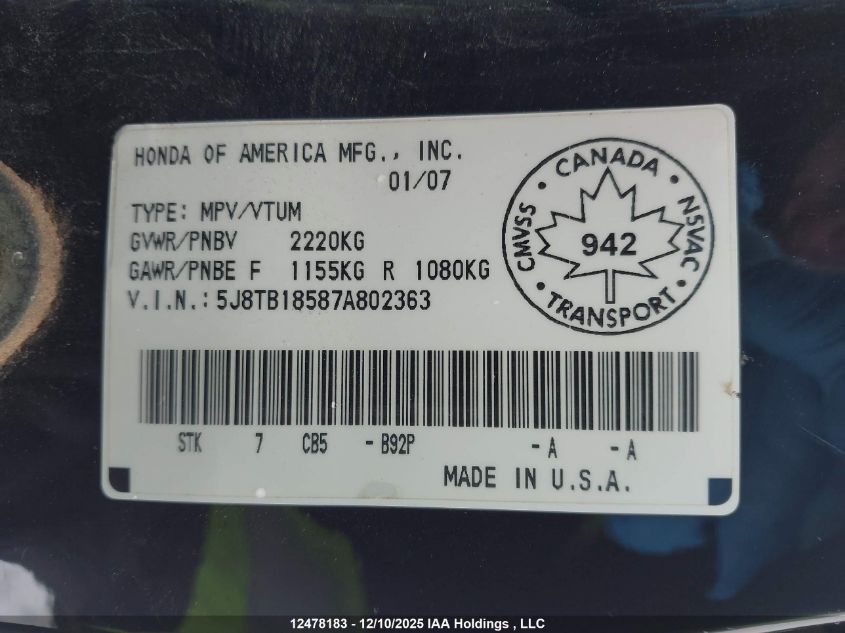 HONDA OF AMERICA MFG., INC.
01/07
TYPE: MPV/VTUM
GVWR/PNBV 2220KG
GAWR/PNBE F 1155KG R 1080KG
V.I.N.: 5J8TB18587A802363
CANADA
CMVSS
942
NSVAC
TRANSPORT
STK 7 CB5 - B92P - A - A
MADE IN U.S.A.
12478183 - 12/10/2025 IAA Holdings , LLC